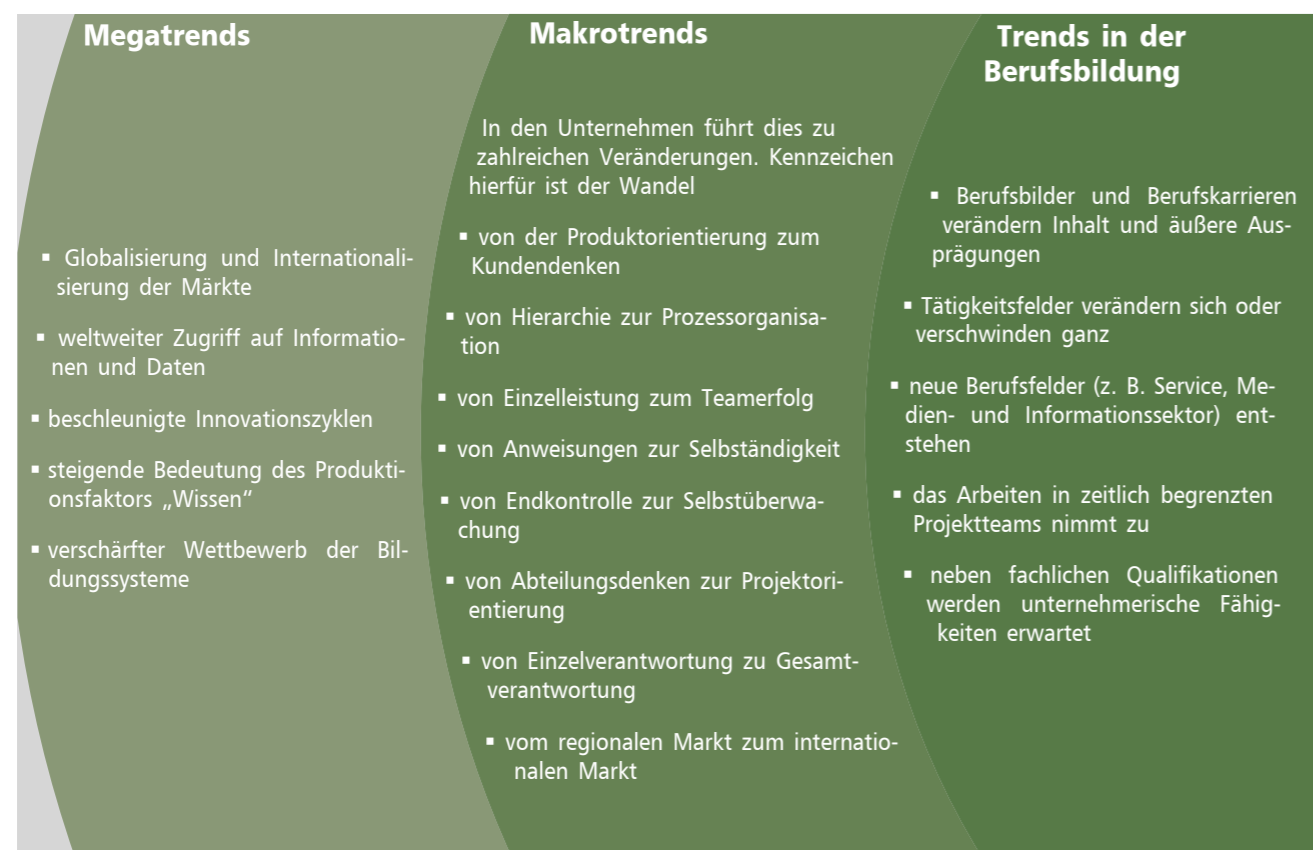 Megatrends
▪ Globalisierung und Internationali-
sierung der Märkte
▪ weltweiter Zugriff auf Informatio-
nen und Daten
▪ beschleunigte Innovationszyklen
▪ steigende Bedeutung des Produkti-
onsfaktors „Wissen“
▪ verschärfter Wettbewerb der Bil-
dungssysteme
Makrotrends
In den Unternehmen führt dies zu
zahlreichen Veränderungen. Kennzeichen
hierfür ist der Wandel
▪ von der Produktorientierung zum
Kundendenken
▪ von Hierarchie zur Prozessorganisa-
tion
▪ von Einzelleistung zum Teamerfolg
▪ von Anweisungen zur Selbständigkeit
▪ von Endkontrolle zur Selbstüberwa-
chung
▪ von Abteilungsdenken zur Projektori-
entierung
▪ von Einzelverantwortung zu Gesamt-
verantwortung
▪ vom regionalen Markt zum internatio-
nalen Markt
Trends in der
Berufsbildung
▪ Berufsbilder und Berufskarrieren
verändern Inhalt und äußere Aus-
prägungen
▪ Tätigkeitsfelder verändern sich oder
verschwinden ganz
▪ neue Berufsfelder (z. B. Service, Me-
dien- und Informationssektor) ent-
stehen
▪ das Arbeiten in zeitlich begrenzten
Projektteams nimmt zu
▪ neben fachlichen Qualifikationen
werden unternehmerische Fähig-
keiten erwartet